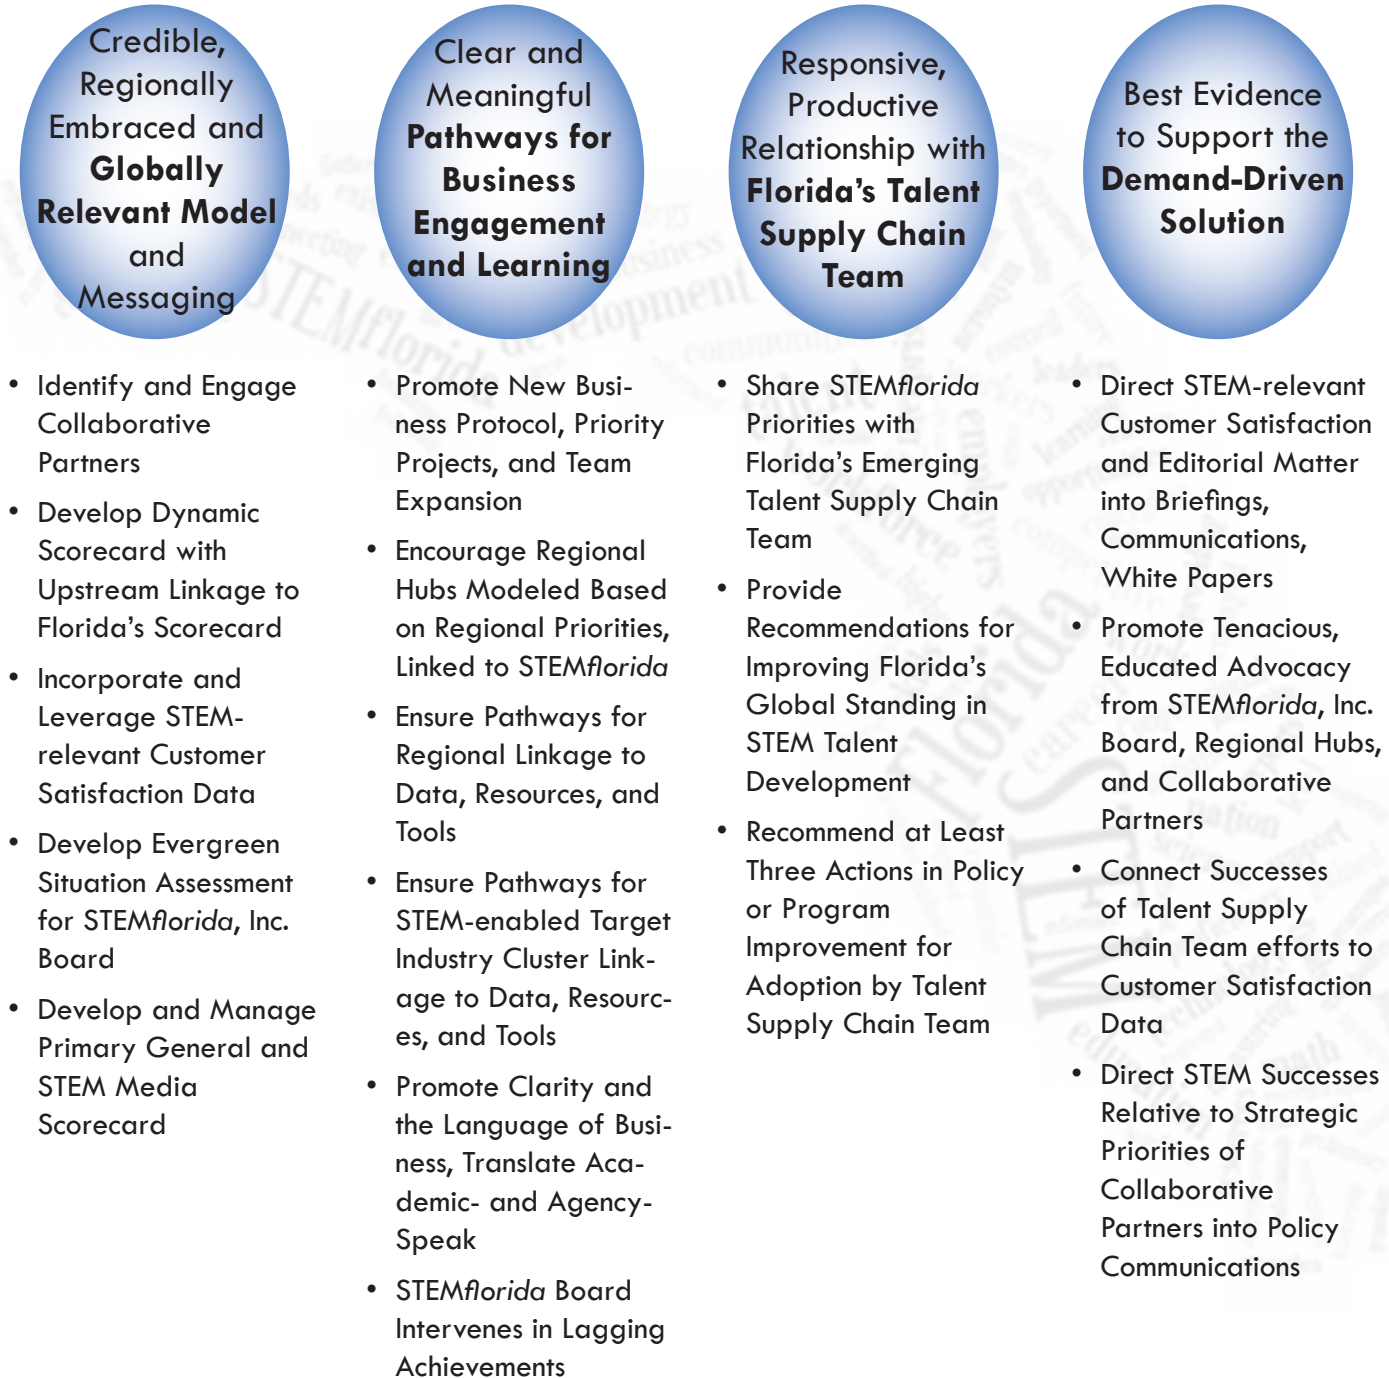 Credible,
Regionally
Embraced and
Globally
Relevant Model
and
Messaging
Clear and
Meaningful
Pathways for
Business
Engagement
and Learning
Responsive,
Productive
Relationship with
Florida's Talent
Supply Chain
Team
Best Evidence
to Support the
Demand-Driven
Solution
• Identify and Engage
Collaborative
Partners
• Develop Dynamic
Scorecard with
Upstream Linkage to
Florida's Scorecard
• Incorporate and
Leverage STEM-
relevant Customer
Satisfaction Data
• Develop Evergreen
Situation Assessment
for STEMflorida, Inc.
Board
• Develop and Manage
Primary General and
STEM Media
Scorecard
• Promote New Busi-
ness Protocol, Priority
Projects, and Team
Expansion
• Encourage Regional
Hubs Modeled Based
on Regional Priorities,
Linked to STEMflorida
• Ensure Pathways for
Regional Linkage to
Data, Resources, and
Tools
• Ensure Pathways for
STEM-enabled Target
Industry Cluster Link-
age to Data, Resourc-
es, and Tools
• Promote Clarity and
the Language of Busi-
ness, Translate Aca-
demic- and Agency-
Speak
• STEMflorida Board
Intervenes in Lagging
Achievements
• Share STEMflorida
Priorities with
Florida's Emerging
Talent Supply Chain
Team
• Provide
Recommendations for
Improving Florida's
Global Standing in
STEM Talent
Development
• Recommend at Least
Three Actions in Policy
or Program
Improvement for
Adoption by Talent
Supply Chain Team
• Direct STEM-relevant
Customer Satisfaction
and Editorial Matter
into Briefings,
Communications,
White Papers
• Promote Tenacious,
Educated Advocacy
from STEMflorida, Inc.
Board, Regional Hubs,
and Collaborative
Partners
• Connect Successes
of Talent Supply
Chain Team efforts to
Customer Satisfaction
Data
• Direct STEM Successes
Relative to Strategic
Priorities of
Collaborative
Partners into Policy
Communications
STEMflorida
development
talent
workforce
employers
Florida
STEM
career
nation
technology
education
math